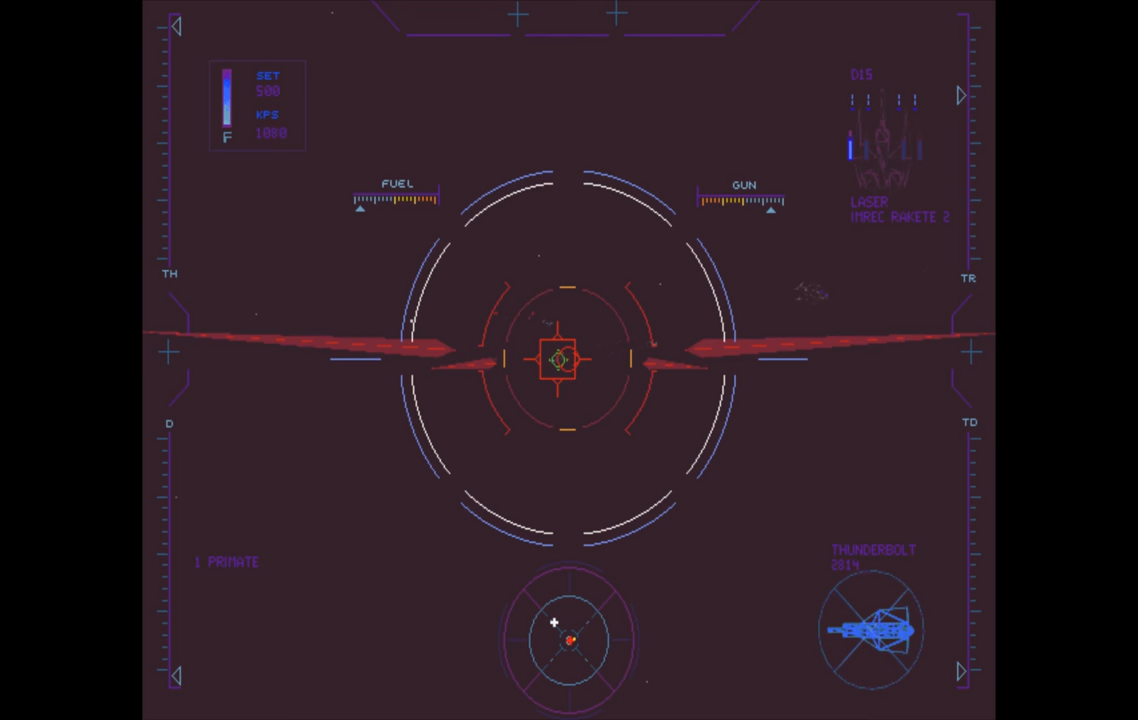 SET
500
KPS
1080
F
D15
LASER
IMREC RAKETE 2
FUEL
GUN
TH
TR
D
TD
1 PRIMATE
THUNDERBOLT
2814